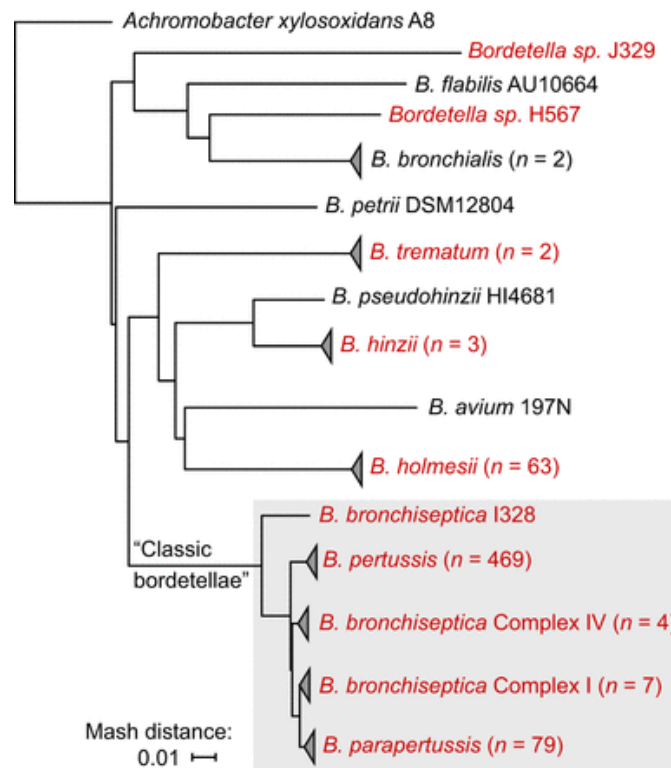 Achromobacter xylosoxidans A8
Bordetella sp. J329
B. flabilis AU10664
Bordetella sp. H567
B. bronchialis (n = 2)
B. petrii DSM12804
B. trematum (n = 2)
B. pseudohinzii HI4681
B. hinzii (n = 3)
B. avium 197N
B. holmesii (n = 63)
B. bronchiseptica I328
"Classic
bordetellae"
B. pertussis (n = 469)
B. bronchiseptica Complex IV (n = 4)
B. bronchiseptica Complex I (n = 7)
B. parapertussis (n = 79)
Mash distance:
0.01